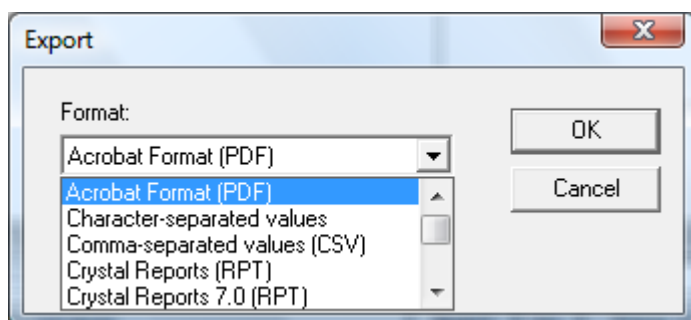 Export
Format:
Acrobat Format (PDF)
OK
Acrobat Format (PDF)
Character-separated values
Comma-separated values (CSV)
Crystal Reports (RPT)
Crystal Reports 7.0 (RPT)
Cancel